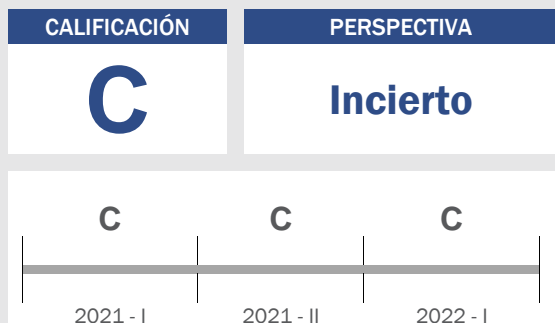 CALIFICACIÓN
C
PERSPECTIVA
Incierto
C C C
2021 - I 2021 - II 2022 - I